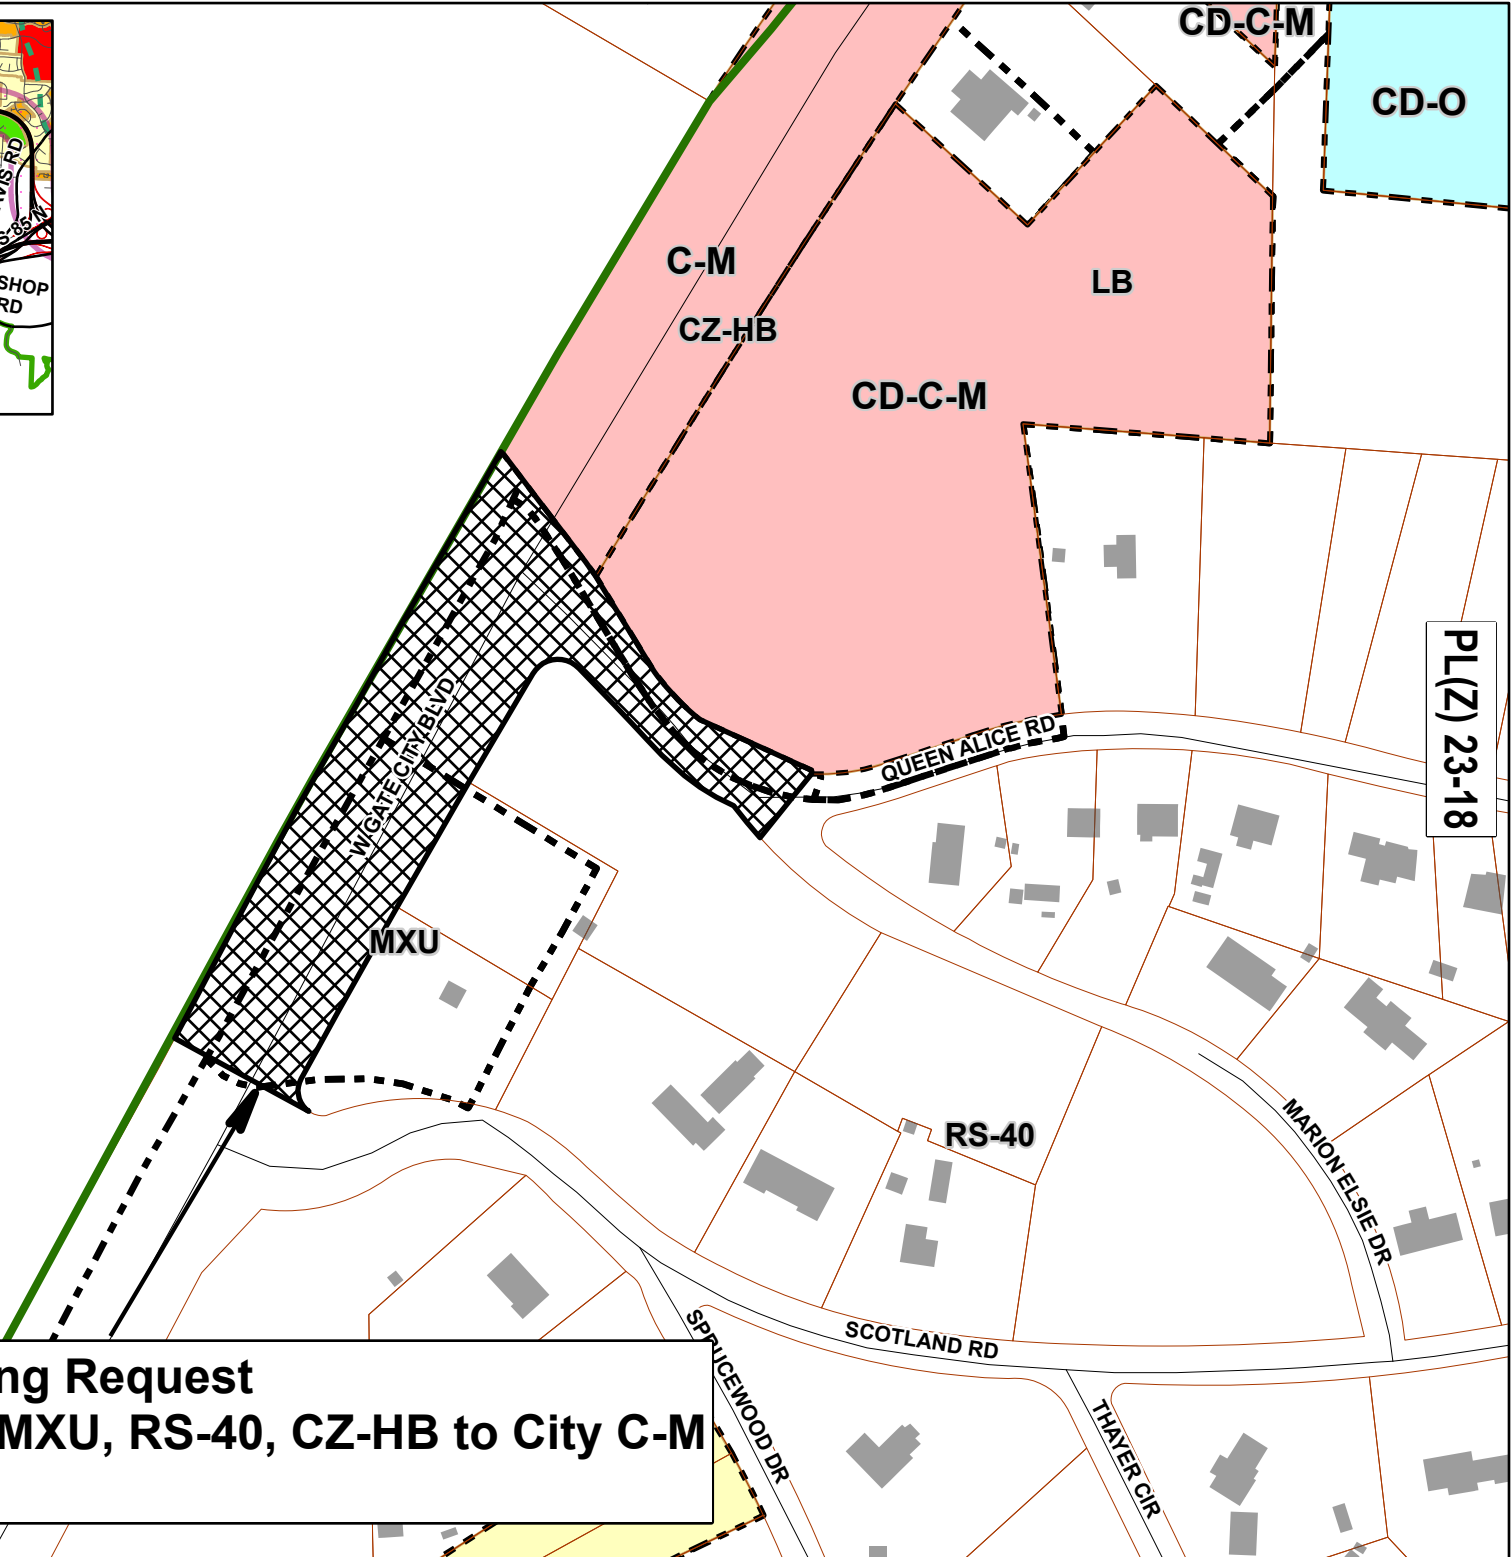 CD-C-M
CD-O
RD
S-85 N
SHOP
RD
C-M
LB
CZ-HB
CD-C-M
PL(Z) 23-18
W GATE CITY BLVD
QUEEN ALICE RD
MXU
RS-40
MARION ELSIE DR
SCOTLAND RD
SPRUCEWOOD DR
THAYER CIR
ng Request
MXU, RS-40, CZ-HB to City C-M